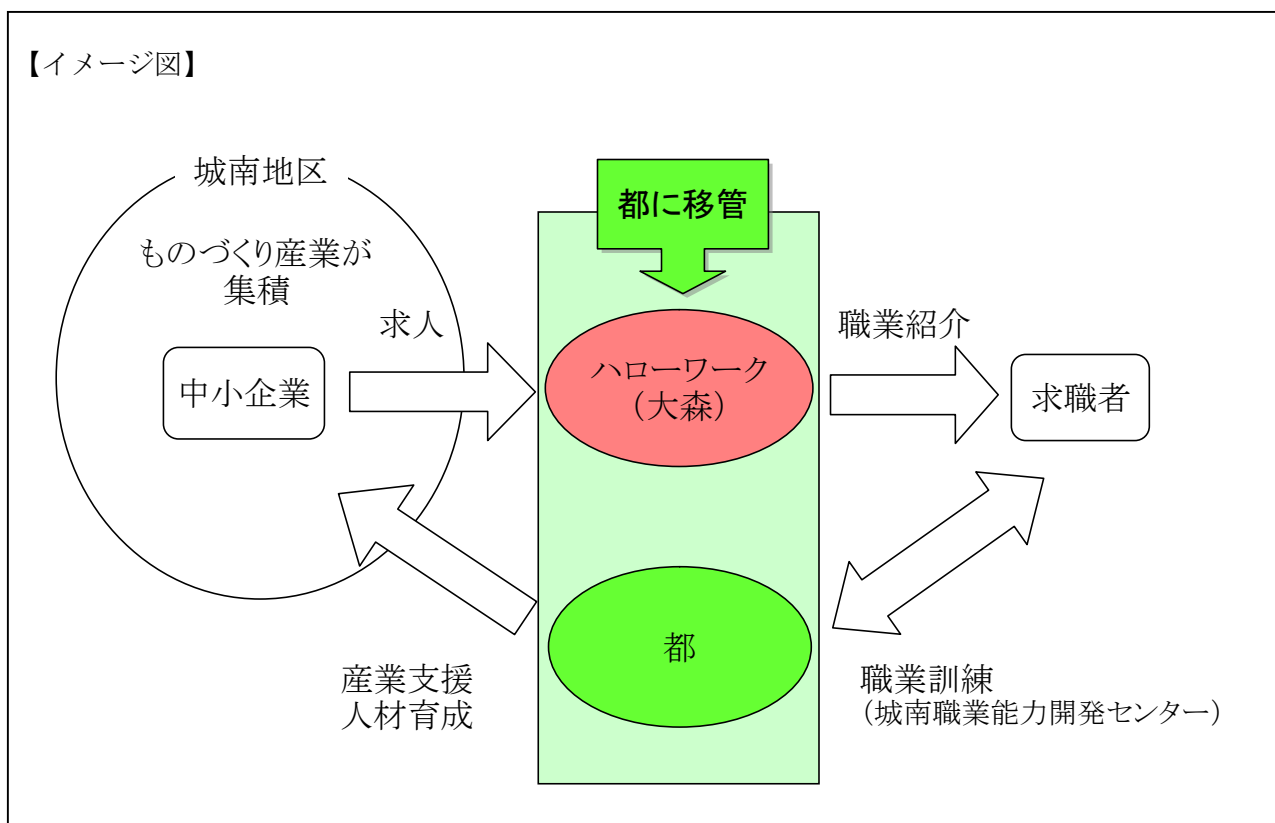 【イメージ図】
城南地区
ものづくり産業が
集積
中小企業
求人
都に移管
ハローワーク
（大森）
職業紹介
求職者
産業支援
人材育成
都
職業訓練
（城南職業能力開発センター）